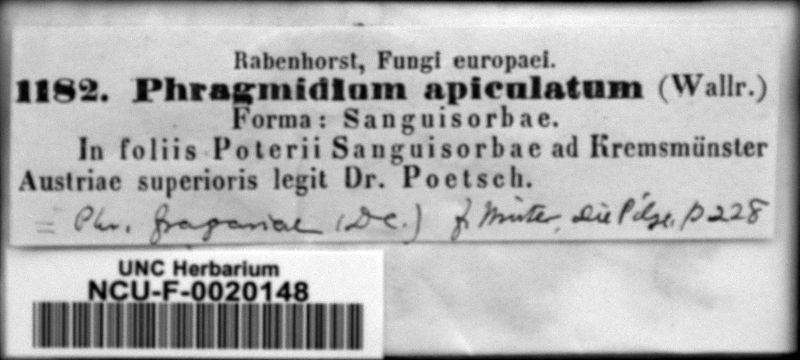 Rabenhorst, Fungi europaei.
1182. Phragmidium apiculatum (Wallr.)
Forma: Sanguisorbae.
In foliis Poterii Sanguisorbae ad Kremsmünster
Austriae superioris legit Dr. Poetsch.
= Phr. fragariae (DC.) f. Winter, Die Pilze, p 228
UNC Herbarium
NCU-F-0020148